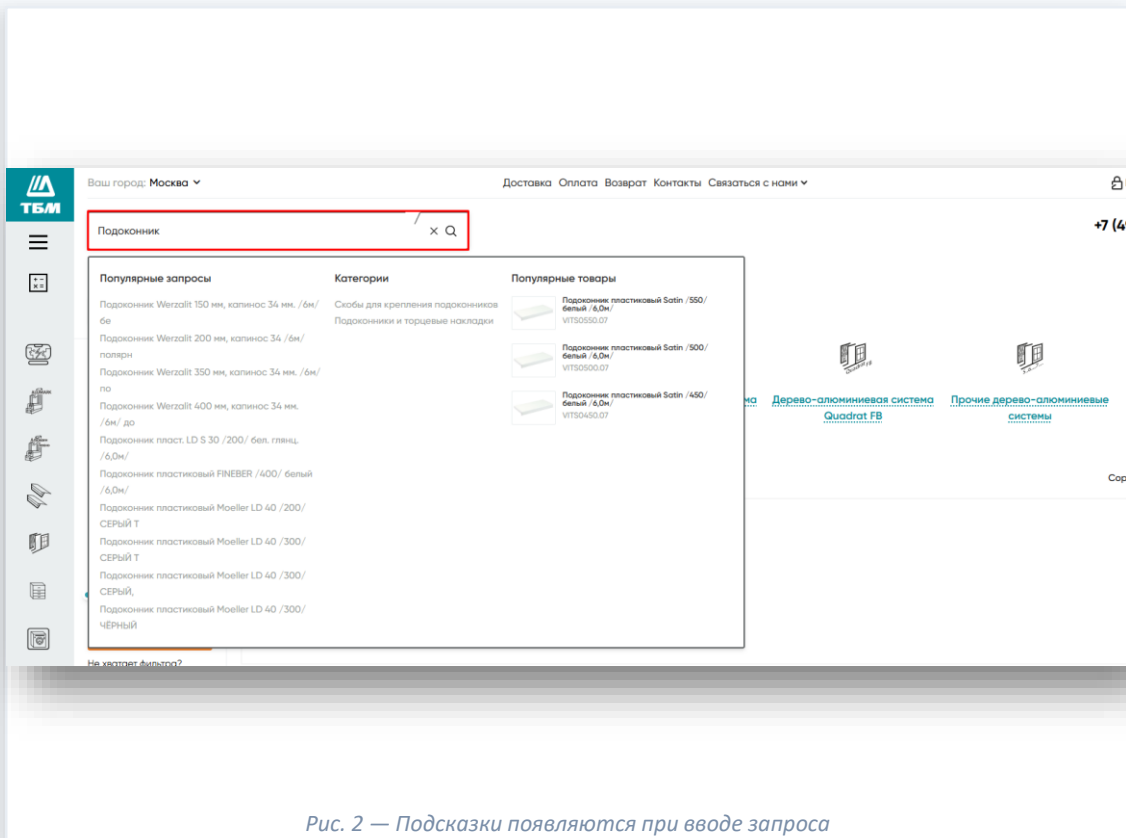 Ваш город: Москва
Доставка Оплата Возврат Контакты Связаться с нами
ТБМ
+7 (49
Подоконник
Популярные запросы
Подоконник Werzalit 150 мм, капинос 34 мм. /6м/
бе
Подоконник Werzalit 200 мм, капинос 34 /6м/
полярн
Подоконник Werzalit 350 мм, капинос 34 мм. /6м/
по
Подоконник Werzalit 400 мм, капинос 34 мм.
/6м/ до
Подоконник пласт. LD S 30 /200/ бел. глянц,
/6,0м/
Подоконник пластиковый FINEBER /400/ белый
/6,0м/
Подоконник пластиковый Moeller LD 40 /200/
СЕРЫЙ Т
Подоконник пластиковый Moeller LD 40 /300/
СЕРЫЙ Т
Подоконник пластиковый Moeller LD 40 /300/
СЕРЫЙ,
Подоконник пластиковый Moeller LD 40 /300/
ЧЁРНЫЙ
Категории
Скобы для крепления подоконников
Подоконники и торцевые накладки
Популярные товары
Подоконник пластиковый Satin /550/
белый /6,0м/
VITS0550.07
Подоконник пластиковый Satin /500/
белый /6,0м/
VITS0500.07
Подоконник пластиковый Satin /450/
белый /6,0м/
VITS0450.07
ма
Quadrat FB
Дерево-алюминиевая система
Quadrat FB
Прочие дерево-алюминиевые
системы
Сор
Не хватает фильтра?
Рис. 2 — Подсказки появляются при вводе запроса